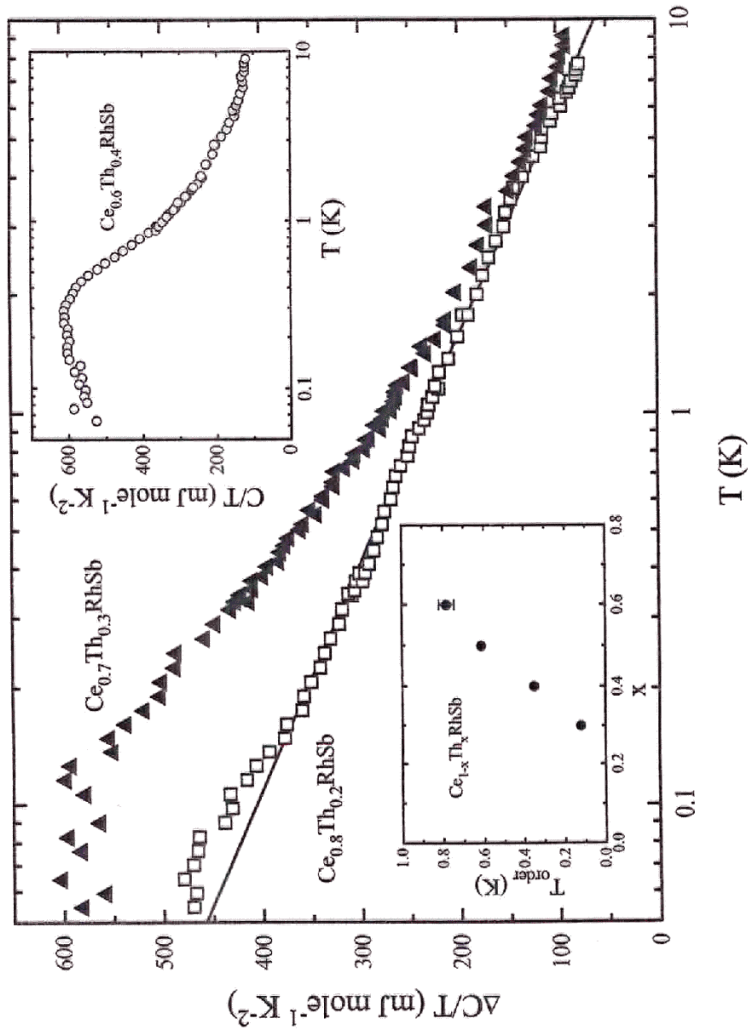 600
500
400
300
200
100
0
ΔC/T (mJ mole⁻¹ K⁻²)
0.1
1
10
T (K)
Ce₀.₇Th₀.₃RhSb
Ce₀.₈Th₀.₂RhSb
600
400
200
0
C/T (mJ mole⁻¹ K⁻²)
0.1
1
10
T (K)
Ce₀.₆Th₀.₄RhSb
1.0
0.8
0.6
0.4
0.2
0.0
T_order (K)
0.0
0.2
0.4
0.6
0.8
X
Ce₁₋ₓThₓRhSb